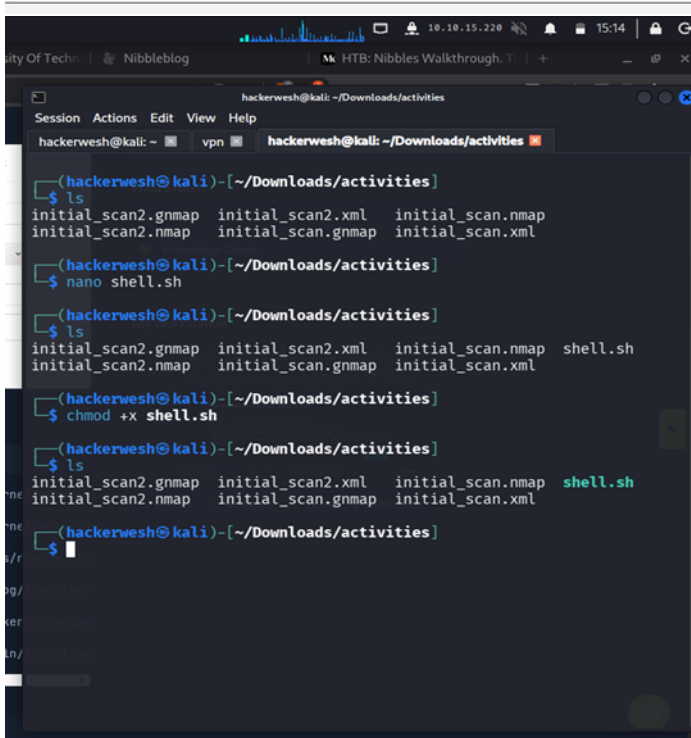 10.10.15.220 15:14
sity Of Techn Nibbleblog HTB: Nibbles Walkthrough. T
hackerwesh@kali: ~/Downloads/activities
Session Actions Edit View Help
hackerwesh@kali: ~ vpn hackerwesh@kali: ~/Downloads/activities
(hackerwesh㉿kali)-[~/Downloads/activities]
$ ls
initial_scan2.gnmap initial_scan2.xml initial_scan.nmap
initial_scan2.nmap initial_scan.gnmap initial_scan.xml
(hackerwesh㉿kali)-[~/Downloads/activities]
$ nano shell.sh
(hackerwesh㉿kali)-[~/Downloads/activities]
$ ls
initial_scan2.gnmap initial_scan2.xml initial_scan.nmap shell.sh
initial_scan2.nmap initial_scan.gnmap initial_scan.xml
(hackerwesh㉿kali)-[~/Downloads/activities]
$ chmod +x shell.sh
(hackerwesh㉿kali)-[~/Downloads/activities]
$ ls
initial_scan2.gnmap initial_scan2.xml initial_scan.nmap shell.sh
initial_scan2.nmap initial_scan.gnmap initial_scan.xml
(hackerwesh㉿kali)-[~/Downloads/activities]
$